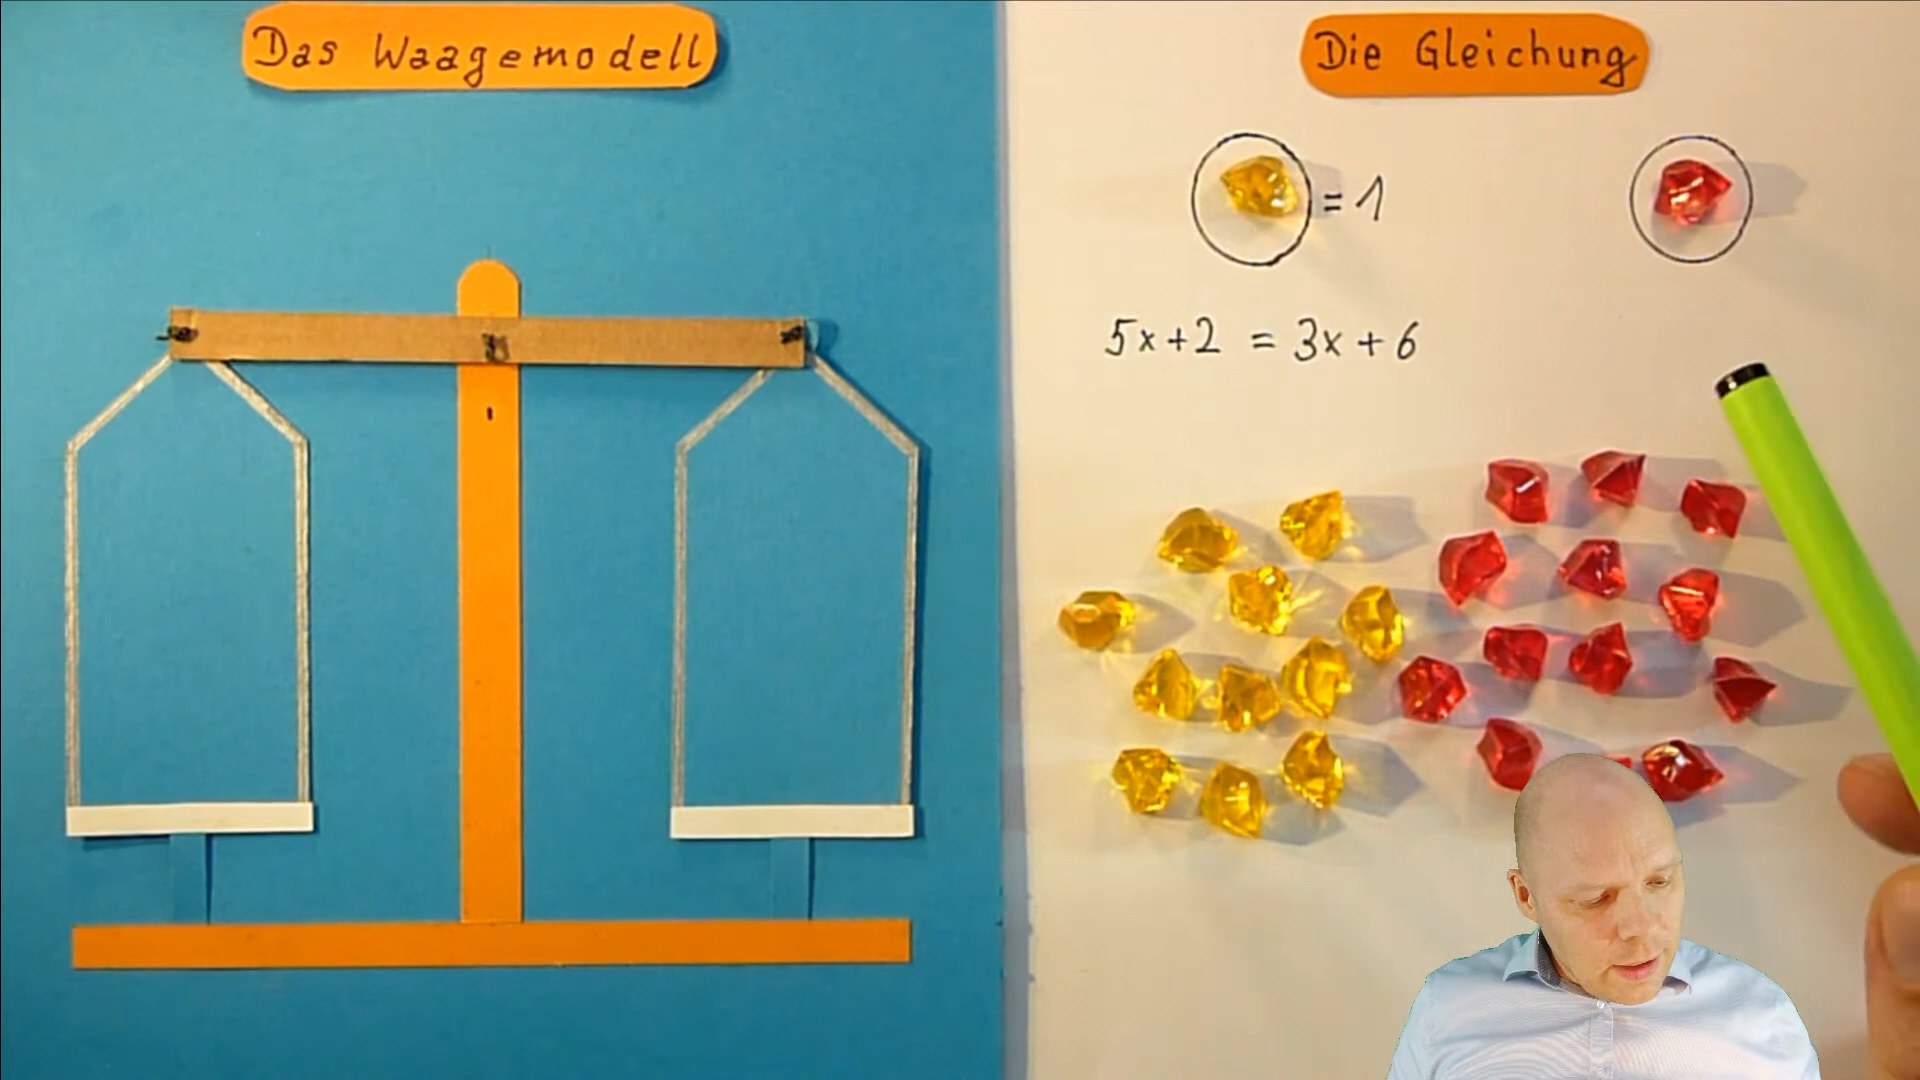 Das Waagemodell
Die Gleichung
= 1
5x+2 = 3x+6